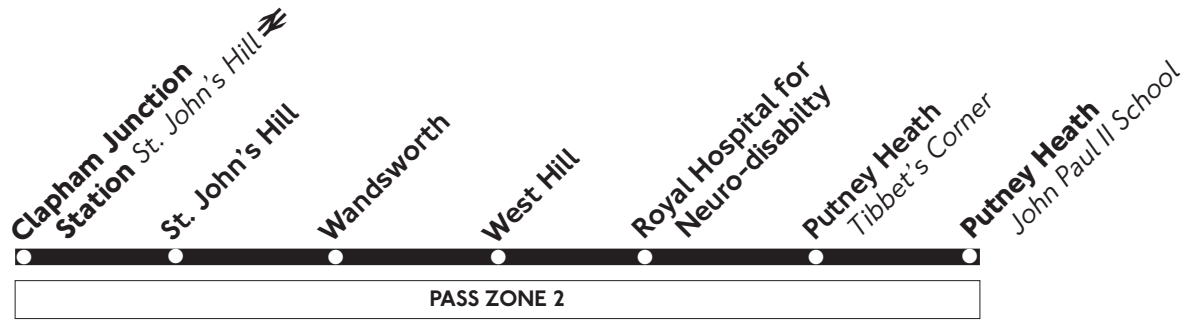 Clapham Junction
Station St. John's Hill
St. John's Hill
Wandsworth
West Hill
Royal Hospital for
Neuro-disabilty
Putney Heath
Tibbet's Corner
Putney Heath
John Paul II School
PASS ZONE 2